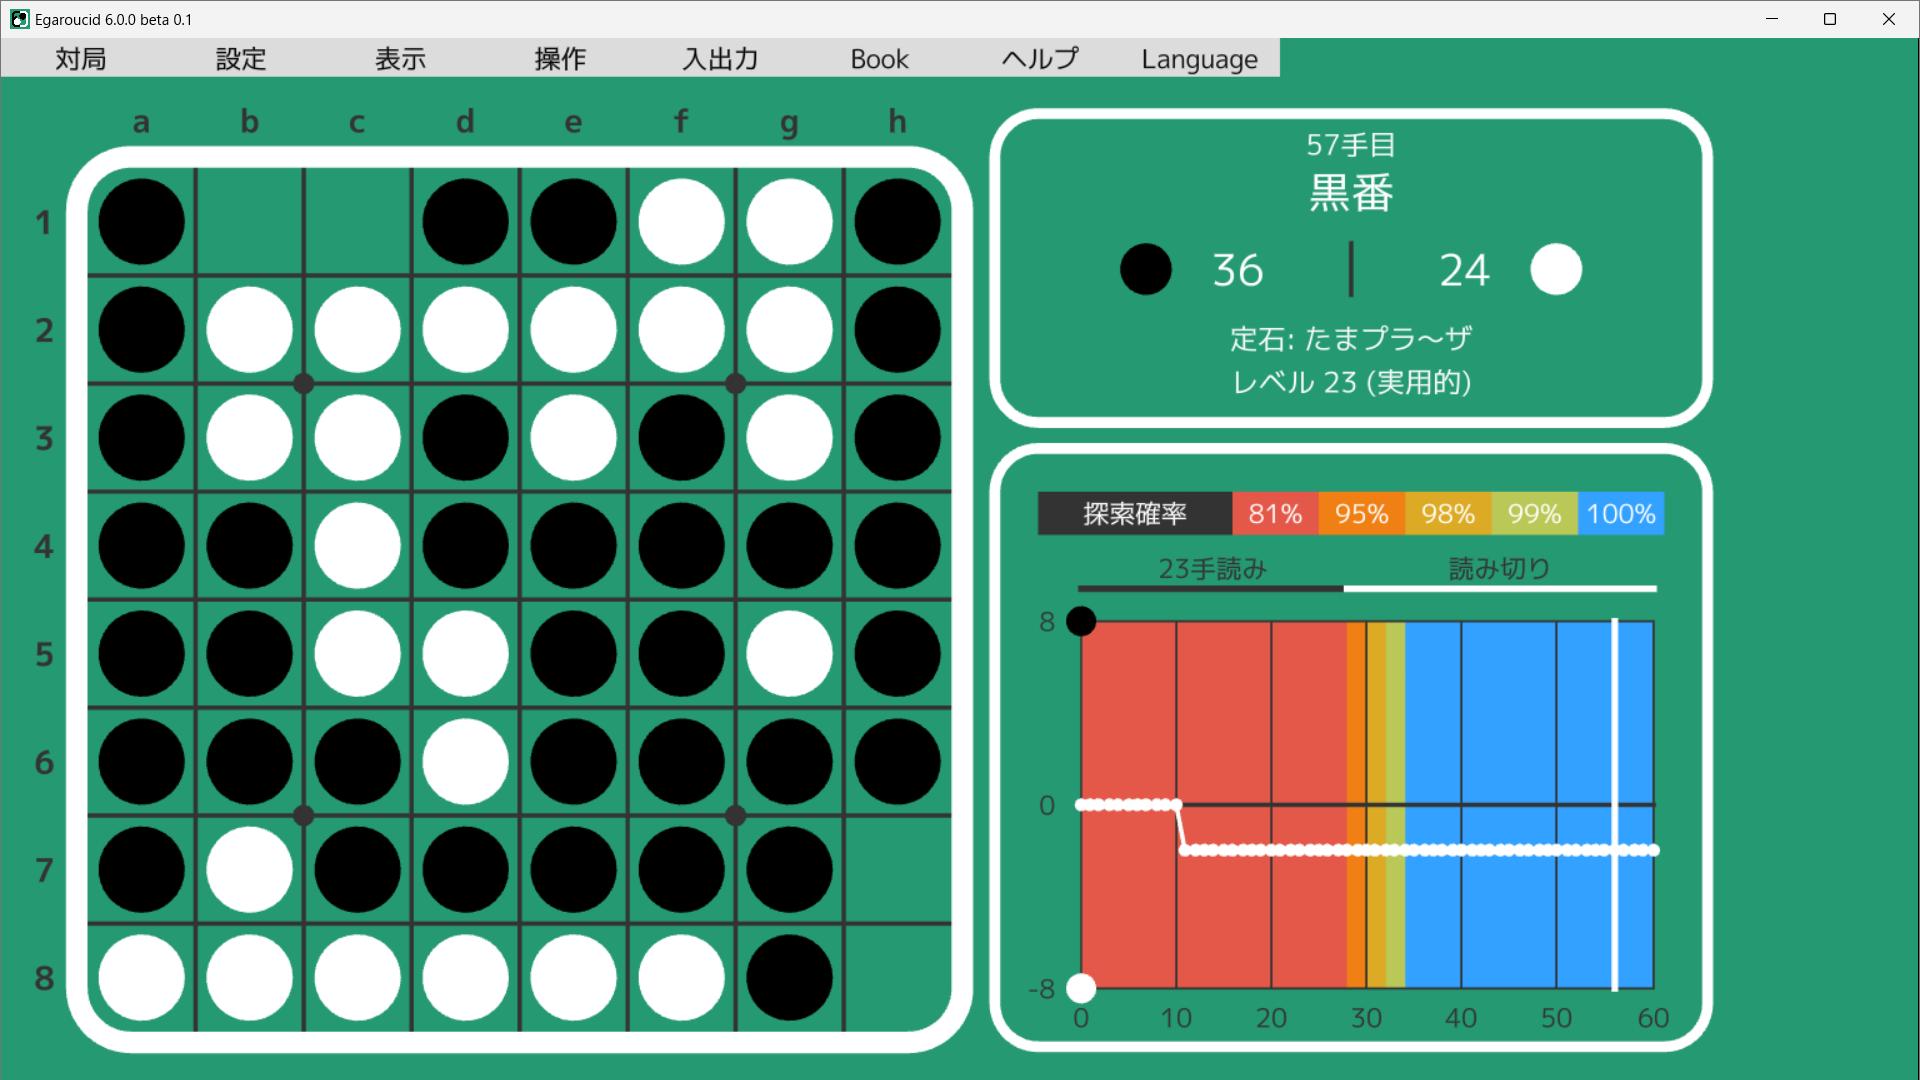 Egaroucid 6.0.0 beta 0.1
対局 設定 表示 操作 入出力 Book ヘルプ Language
a b c d e f g h
1
2
3
4
5
6
7
8
57手目
黒番
36 24
定石: たまプラ～ザ
レベル 23 (実用的)
探索確率 81% 95% 98% 99% 100%
23手読み 読み切り
8
0
-8
0 10 20 30 40 50 60